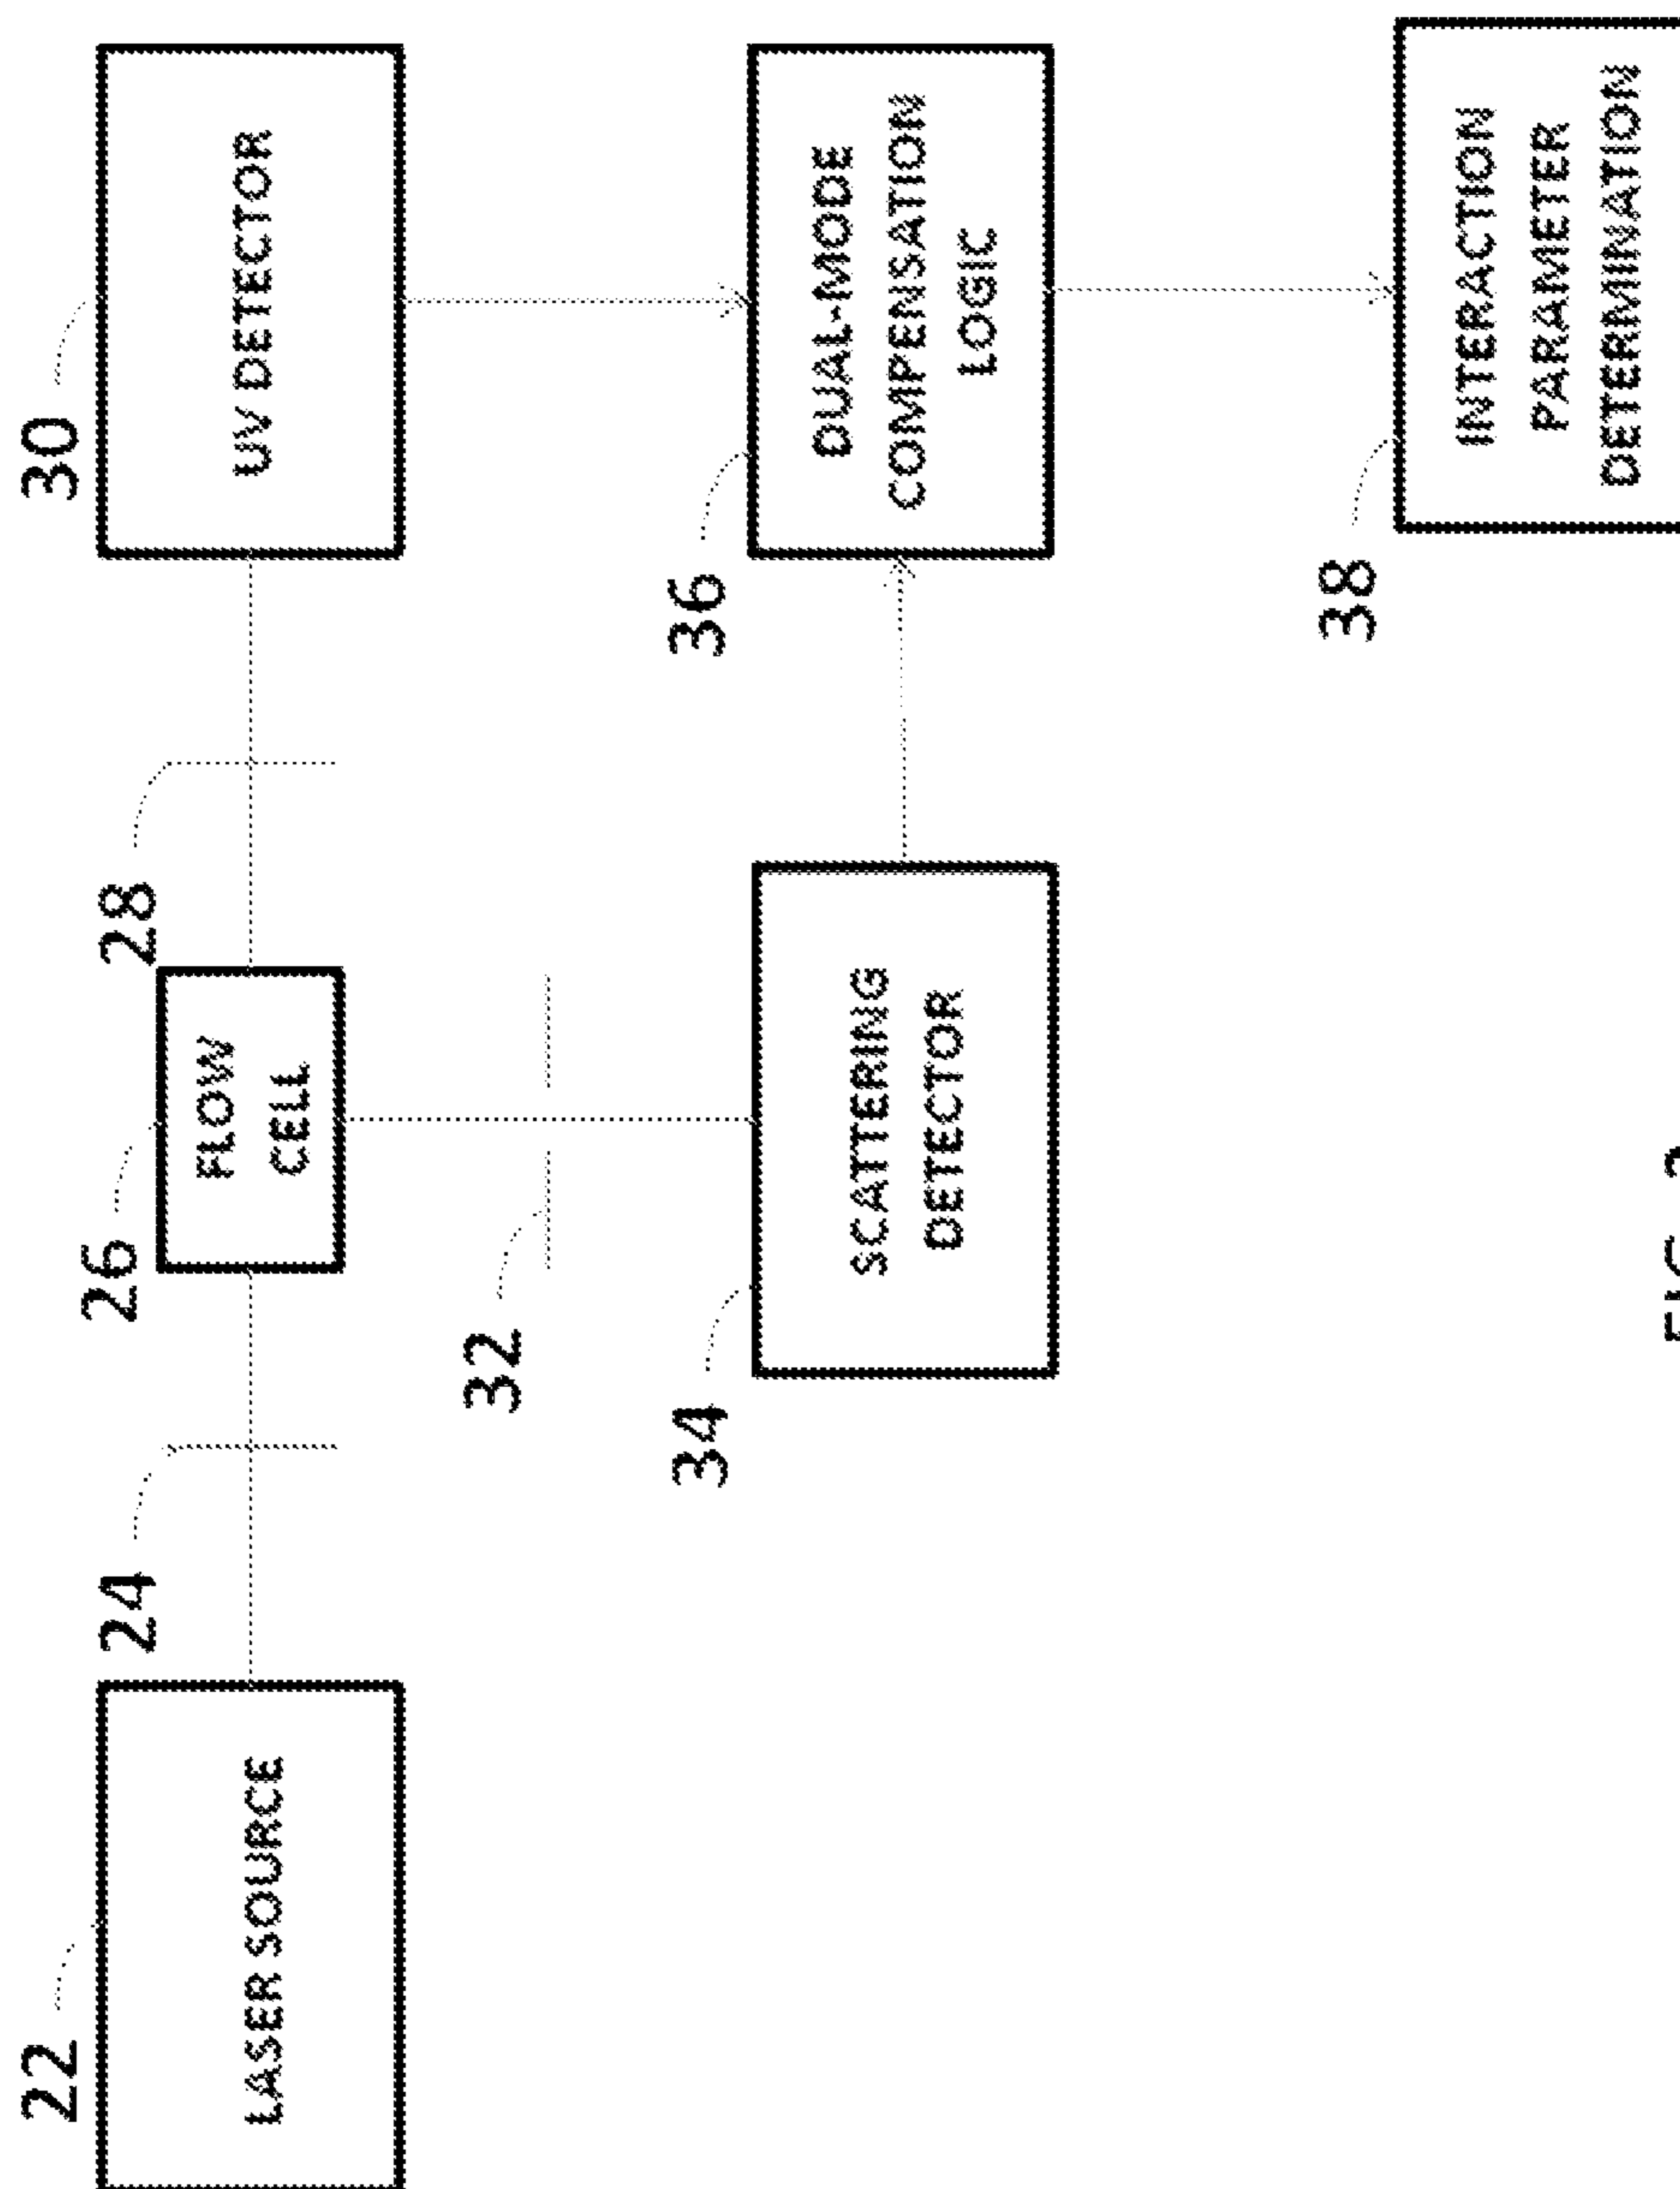 22
LASER SOURCE
24
26
FLOW
CELL
28
30
UV DETECTOR
32
34
SCATTERING
DETECTOR
36
DUAL-MODE
COMPENSATION
LOGIC
38
INTERACTION
PARAMETER
DETERMINATION